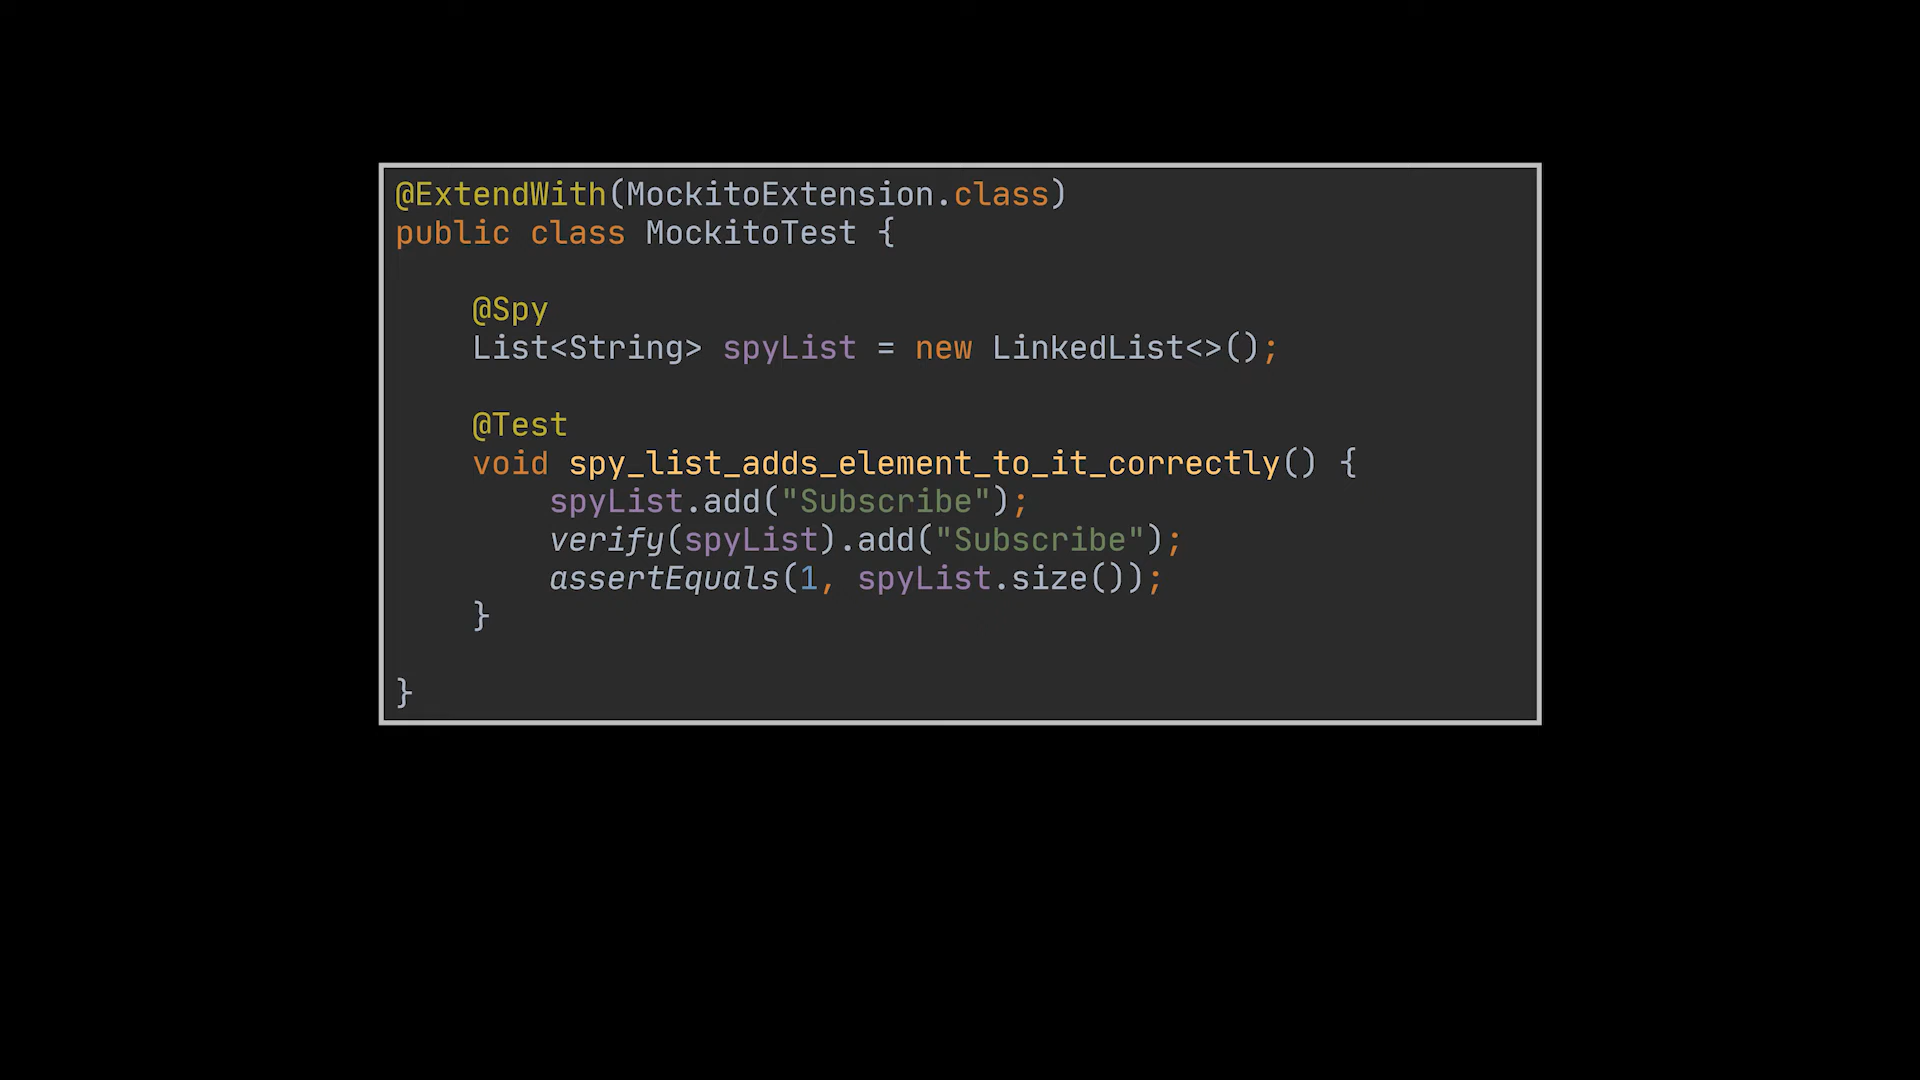 @ExtendWith(MockitoExtension.class)
public class MockitoTest {
@Spy
List<String> spyList = new LinkedList<>();
@Test
void spy_list_adds_element_to_it_correctly() {
spyList.add("Subscribe");
verify(spyList).add("Subscribe");
assertEquals(1, spyList.size());
}
}